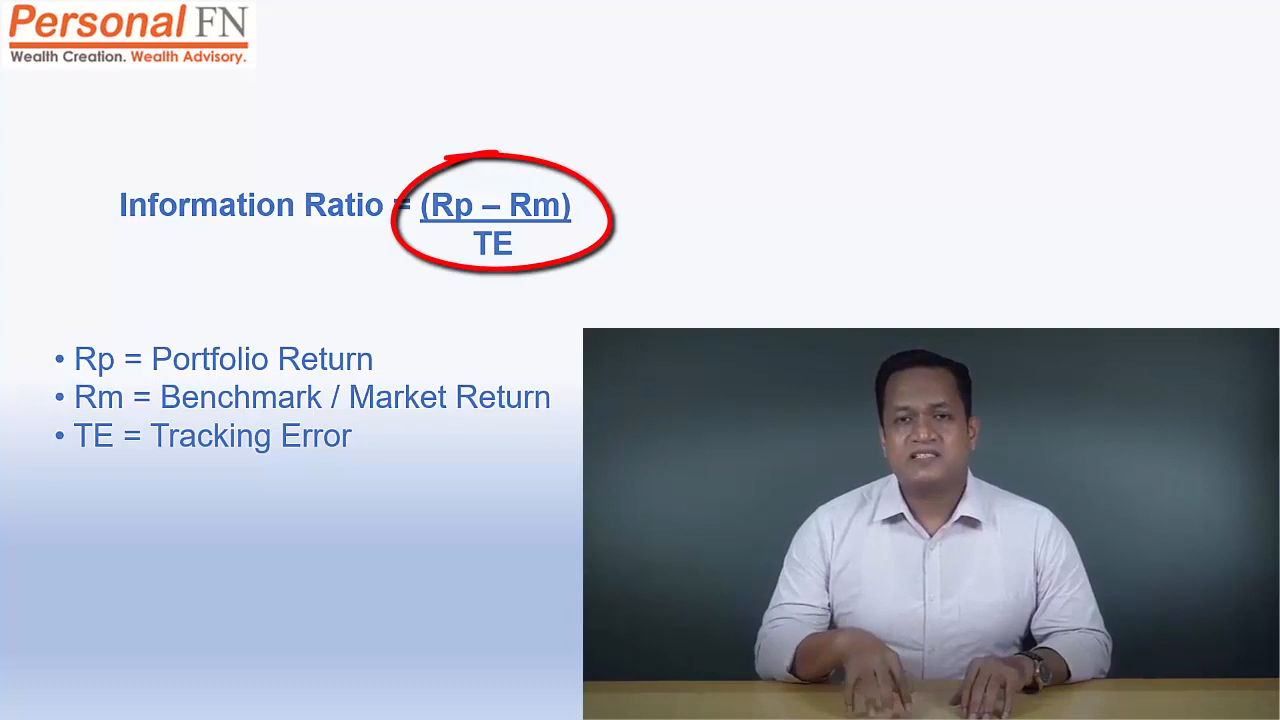 Personal FN
Wealth Creation. Wealth Advisory.
Information Ratio = (Rp – Rm)
TE
• Rp = Portfolio Return
• Rm = Benchmark / Market Return
• TE = Tracking Error